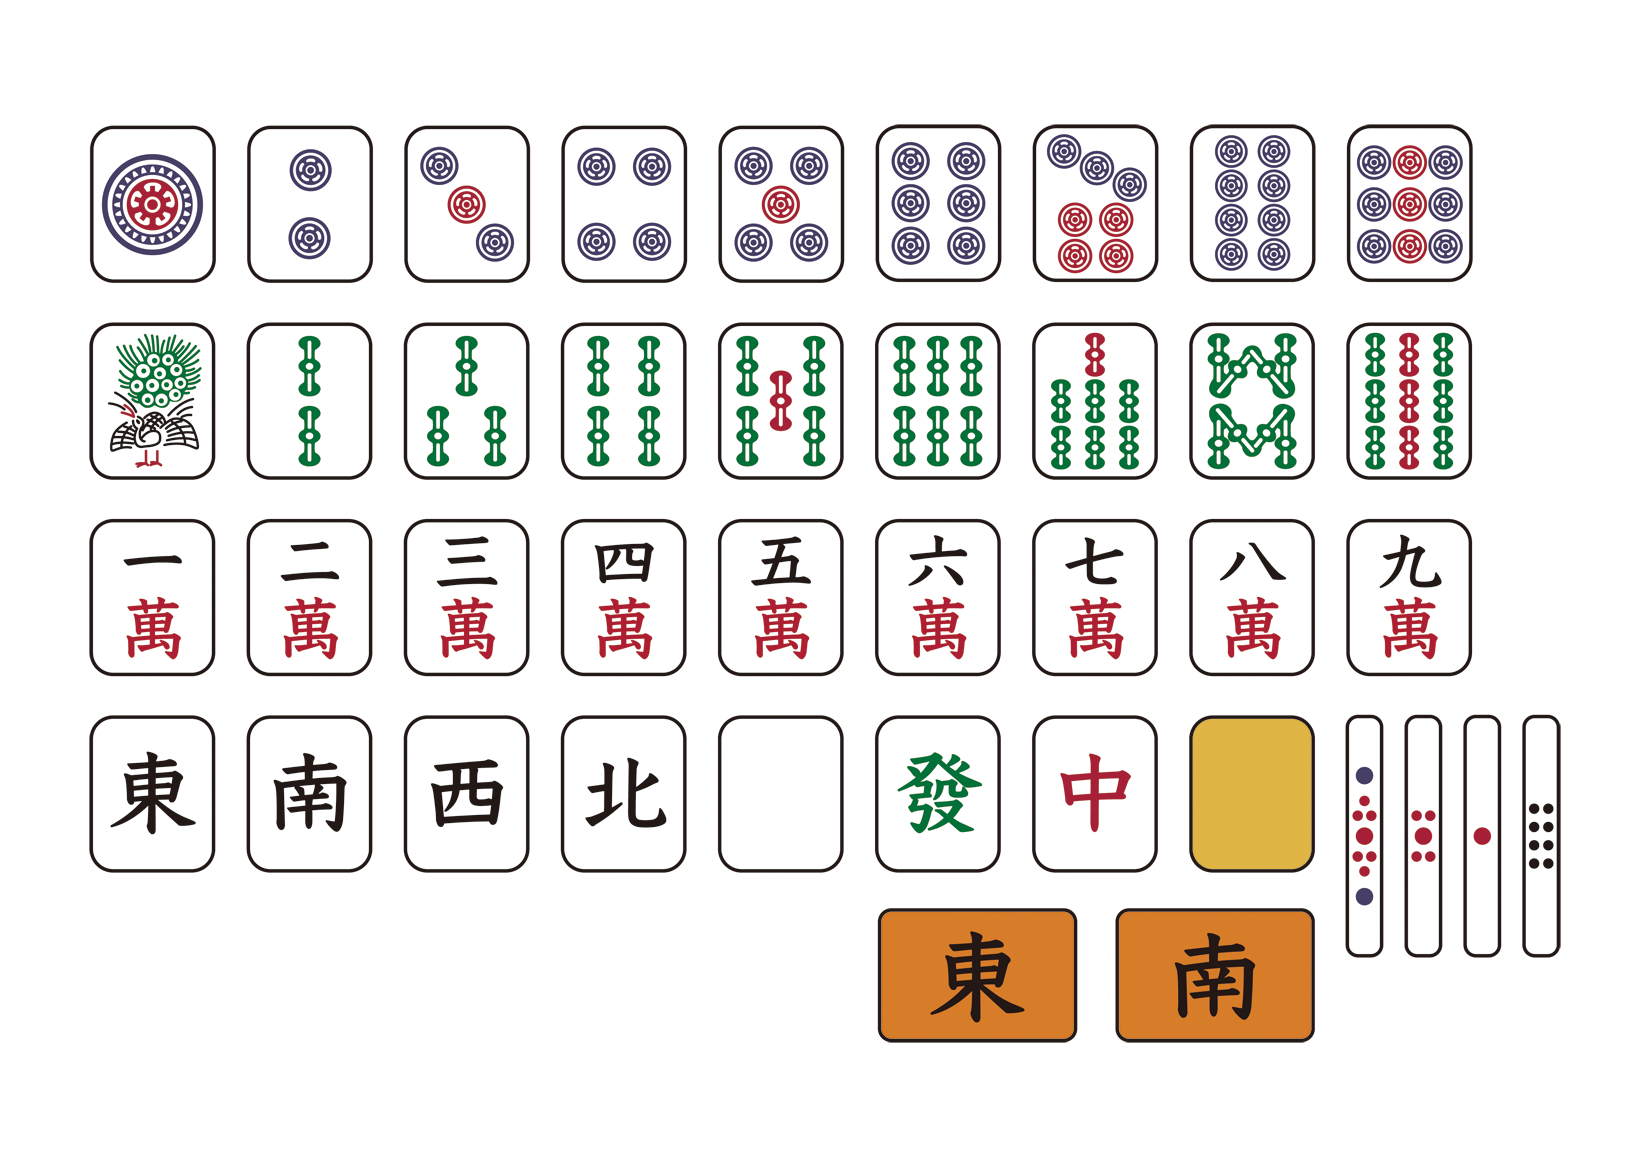 一萬 二萬 三萬 四萬 五萬 六萬 七萬 八萬 九萬
東 南 西 北 發 中
東 南